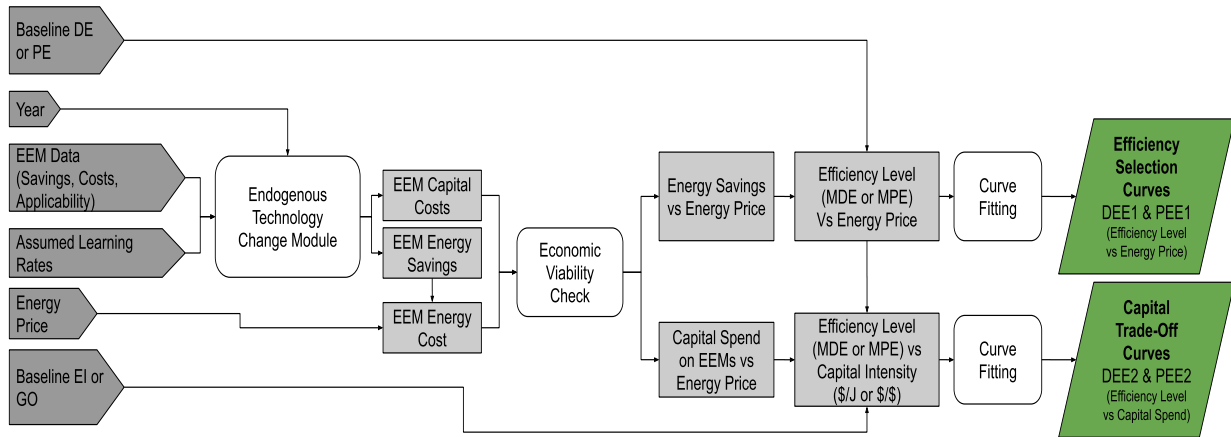 Baseline DE
or PE
Year
EEM Data
(Savings, Costs,
Applicability)
Assumed Learning
Rates
Energy
Price
Baseline EI or
GO
Endogenous
Technology
Change Module
EEM Capital
Costs
EEM Energy
Savings
EEM Energy
Cost
Economic
Viability
Check
Energy Savings
vs Energy Price
Capital Spend
on EEMs vs
Energy Price
Efficiency Level
(MDE or MPE)
Vs Energy Price
Efficiency Level
(MDE or MPE) vs
Capital Intensity
($/J or $/$)
Curve
Fitting
Curve
Fitting
Efficiency
Selection
Curves
DEE1 & PEE1
(Efficiency Level
vs Energy Price)
Capital
Trade-Off
Curves
DEE2 & PEE2
(Efficiency Level
vs Capital Spend)